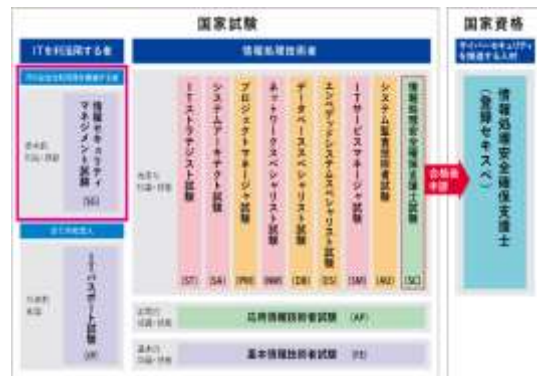 国家試験
国家資格
ITを利活用する者
情報処理技術者
サイバーセキュリティ
を推進する人材
情報セキュリティ
マネジメント試験
(SG)
ITストラテジスト試験
(ST)
システムアーキテクト試験
(SA)
プロジェクトマネージャ試験
(PM)
ネットワークスペシャリスト試験
(NW)
データベーススペシャリスト試験
(DB)
エンベデッドシステムスペシャリスト試験
(ES)
ITサービスマネージャ試験
(SM)
システム監査技術者試験
(AU)
情報処理安全確保支援士試験
(SC)
合格後
申請
情報処理安全確保支援士
(登録セキスペ)
ITパスポート試験
(IP)
応用情報技術者試験 (AP)
基本情報技術者試験 (FE)